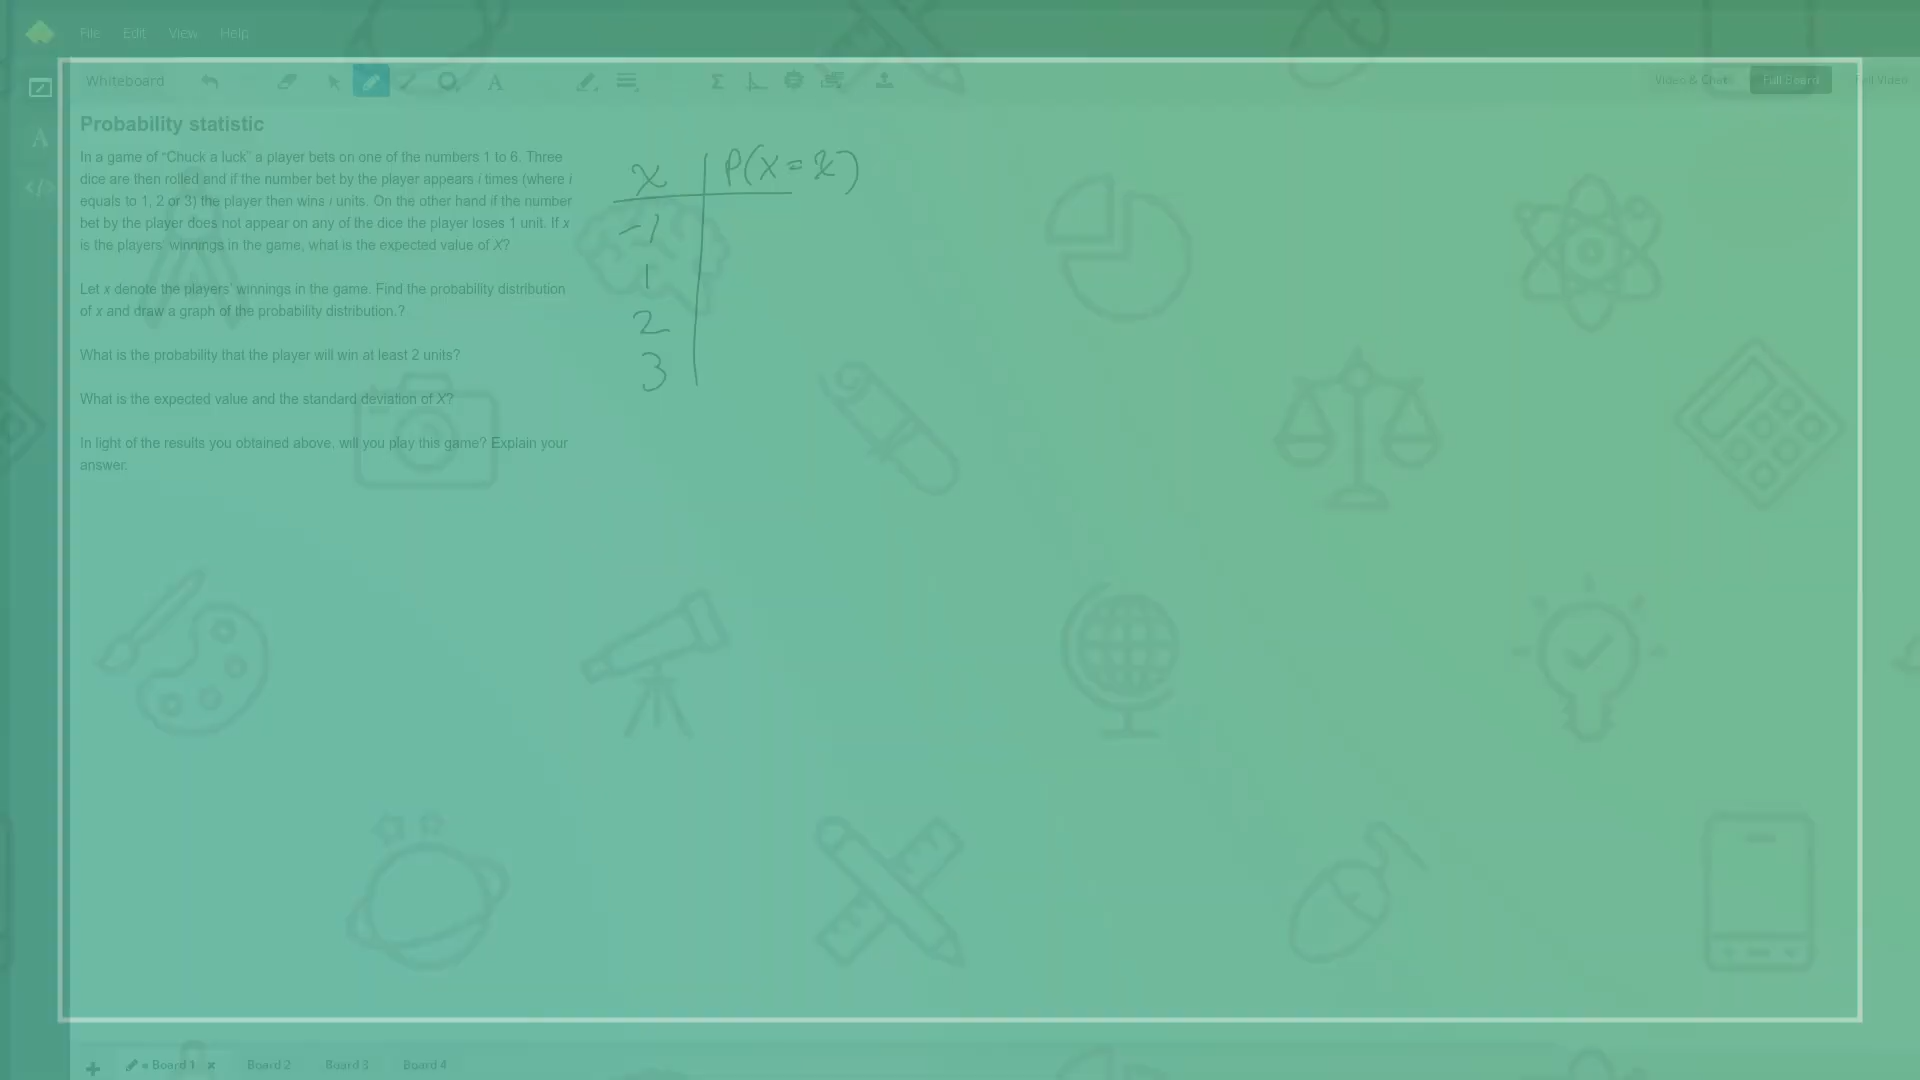 File Edit View Help
Whiteboard A Σ Video & Chat Full Board Full Video
A
</>
Probability statistic
In a game of “Chuck a luck” a player bets on one of the numbers 1 to 6. Three
dice are then rolled and if the number bet by the player appears i times (where i
equals to 1, 2 or 3) the player then wins i units. On the other hand if the number
bet by the player does not appear on any of the dice the player loses 1 unit. If x
is the players’ winnings in the game, what is the expected value of X?
Let x denote the players’ winnings in the game. Find the probability distribution
of x and draw a graph of the probability distribution.?
What is the probability that the player will win at least 2 units?
What is the expected value and the standard deviation of X?
In light of the results you obtained above. will you play this game? Explain your
answer.
x P(X = x)
-1
1
2
3
+ Board 1 × Board 2 Board 3 Board 4